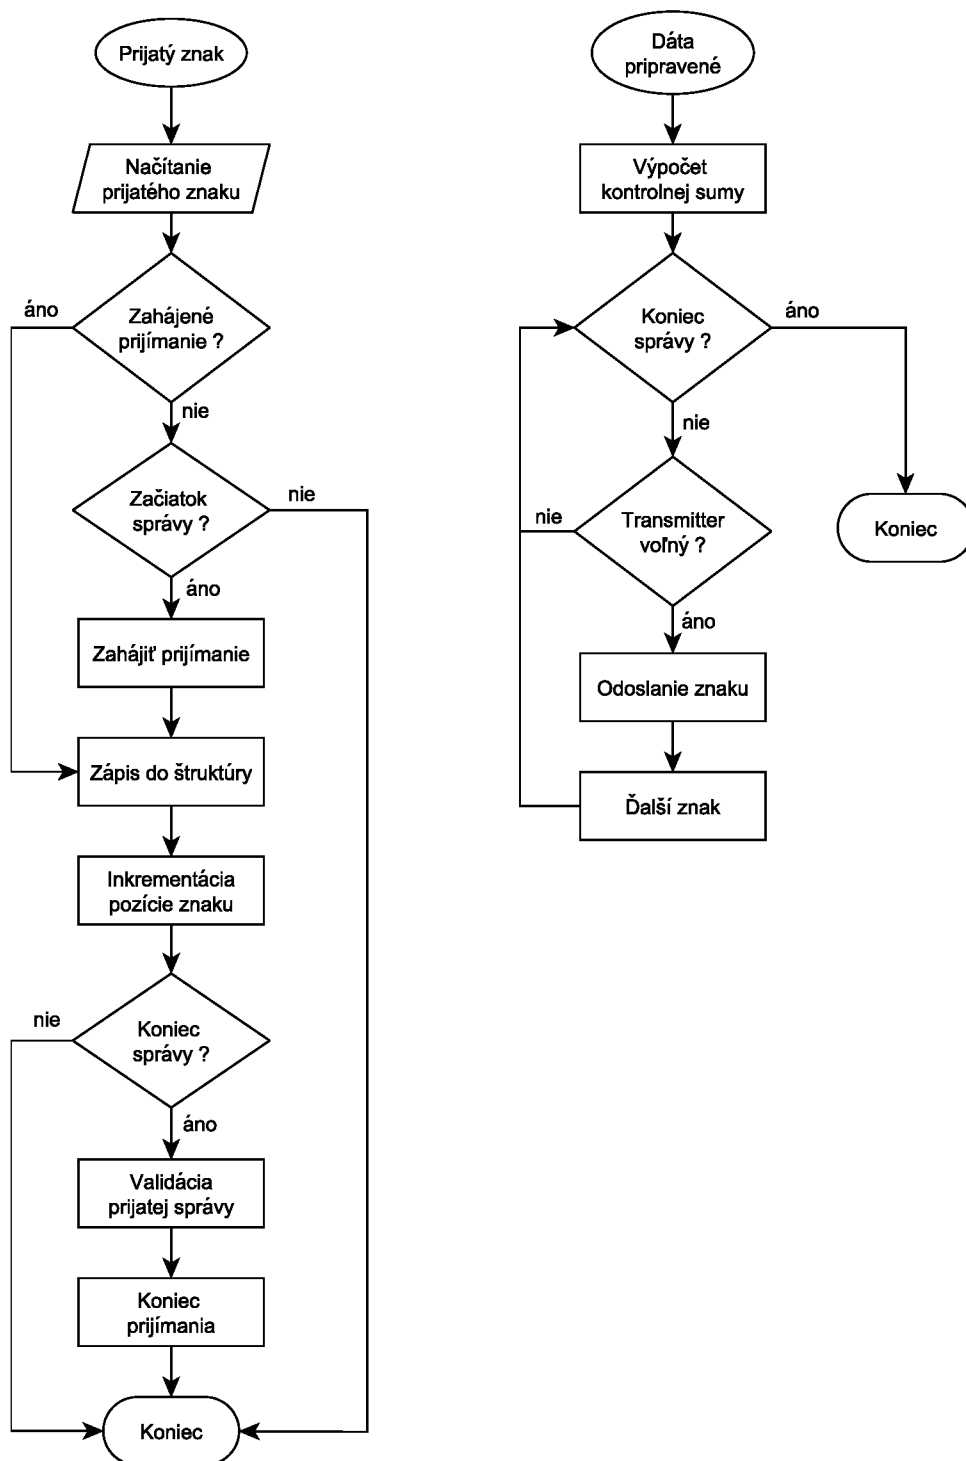 Prijatý znak
Načítanie
prijatého znaku
áno
Zahájené
prijímanie ?
nie
Začiatok
správy ?
nie
áno
Zahájiť prijímanie
Zápis do štruktúry
Inkrementácia
pozície znaku
nie
Koniec
správy ?
áno
Validácia
prijatej správy
Koniec
prijímania
Koniec
Dáta
pripravené
Výpočet
kontrolnej sumy
Koniec
správy ?
áno
nie
nie
Transmitter
voľný ?
Koniec
áno
Odoslanie znaku
Ďalší znak